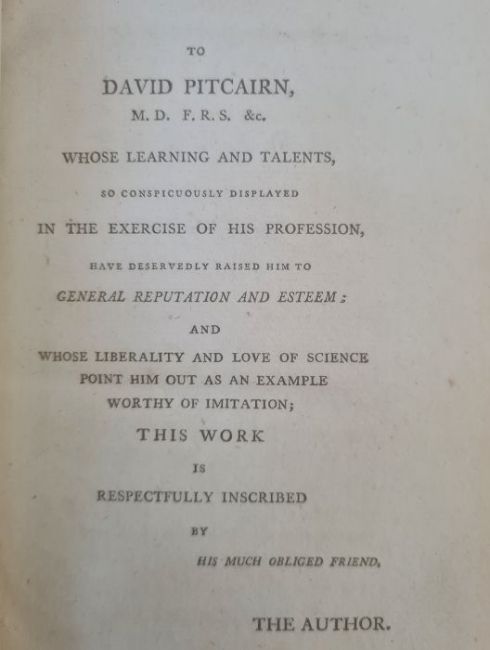 TO
DAVID PITCAIRN,
M. D. F. R. S. &c.
WHOSE LEARNING AND TALENTS,
SO CONSPICUOUSLY DISPLAYED
IN THE EXERCISE OF HIS PROFESSION,
HAVE DESERVEDLY RAISED HIM TO
GENERAL REPUTATION AND ESTEEM;
AND
WHOSE LIBERALITY AND LOVE OF SCIENCE
POINT HIM OUT AS AN EXAMPLE
WORTHY OF IMITATION;
THIS WORK
IS
RESPECTFULLY INSCRIBED
BY
HIS MUCH OBLIGED FRIEND,
THE AUTHOR.